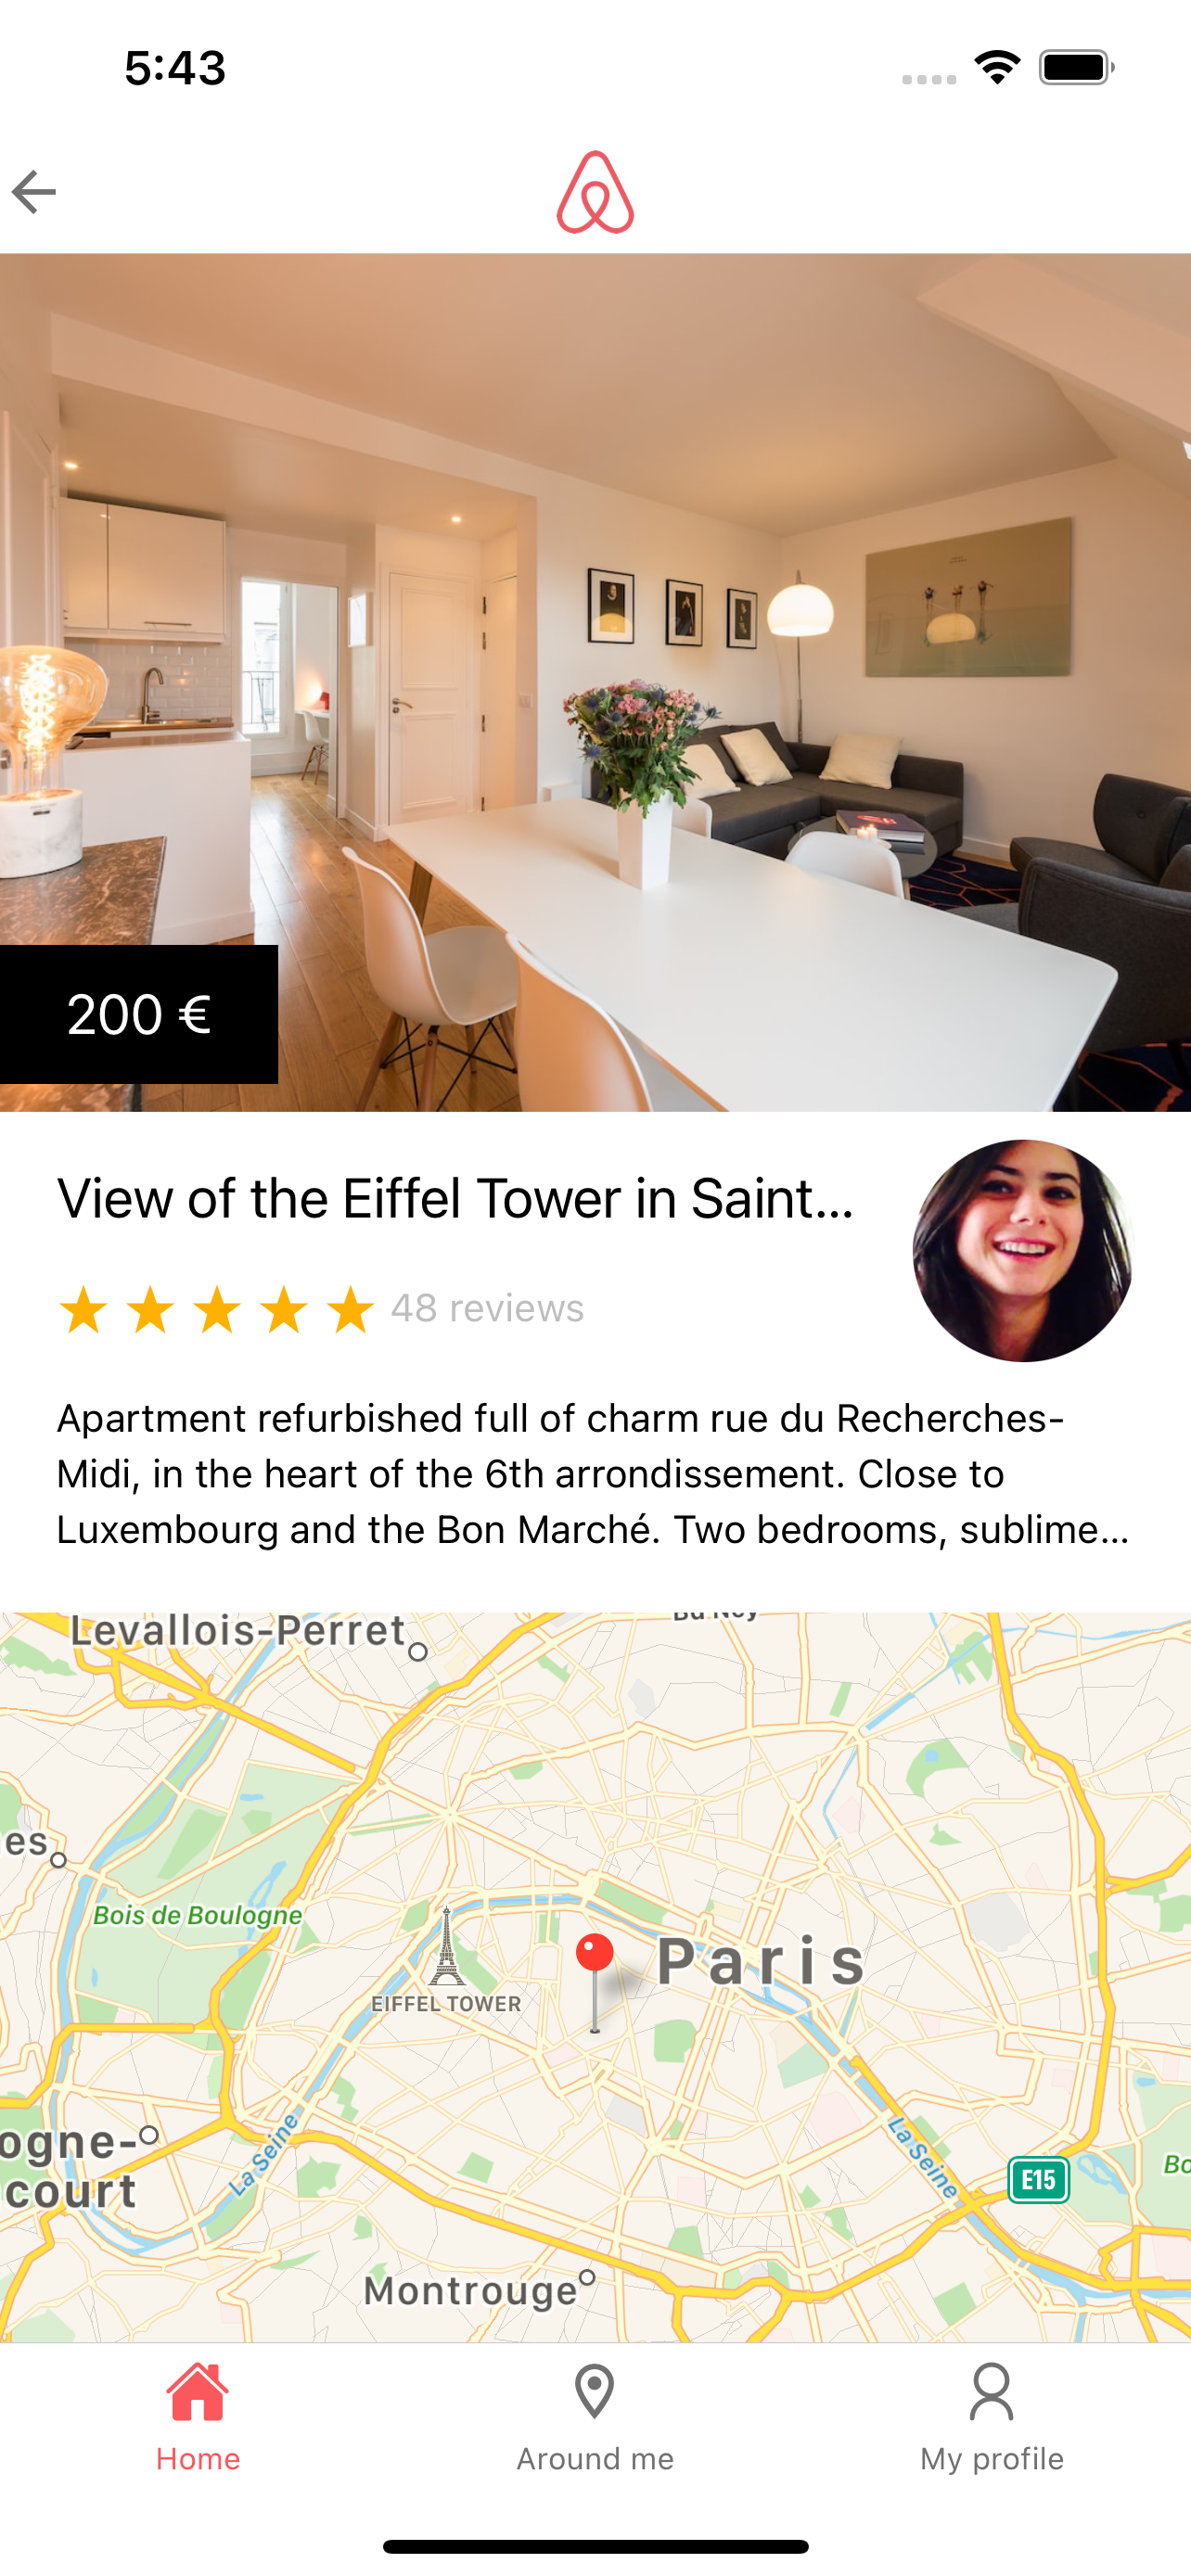 5:43
200 €
View of the Eiffel Tower in Saint...
48 reviews
Apartment refurbished full of charm rue du Recherches-
Midi, in the heart of the 6th arrondissement. Close to
Luxembourg and the Bon Marché. Two bedrooms, sublime...
Levallois-Perret
es
Bois de Boulogne
EIFFEL TOWER
Paris
ogne-
court
La Seine
La Seine
E15
Bo
Montrouge
Home
Around me
My profile